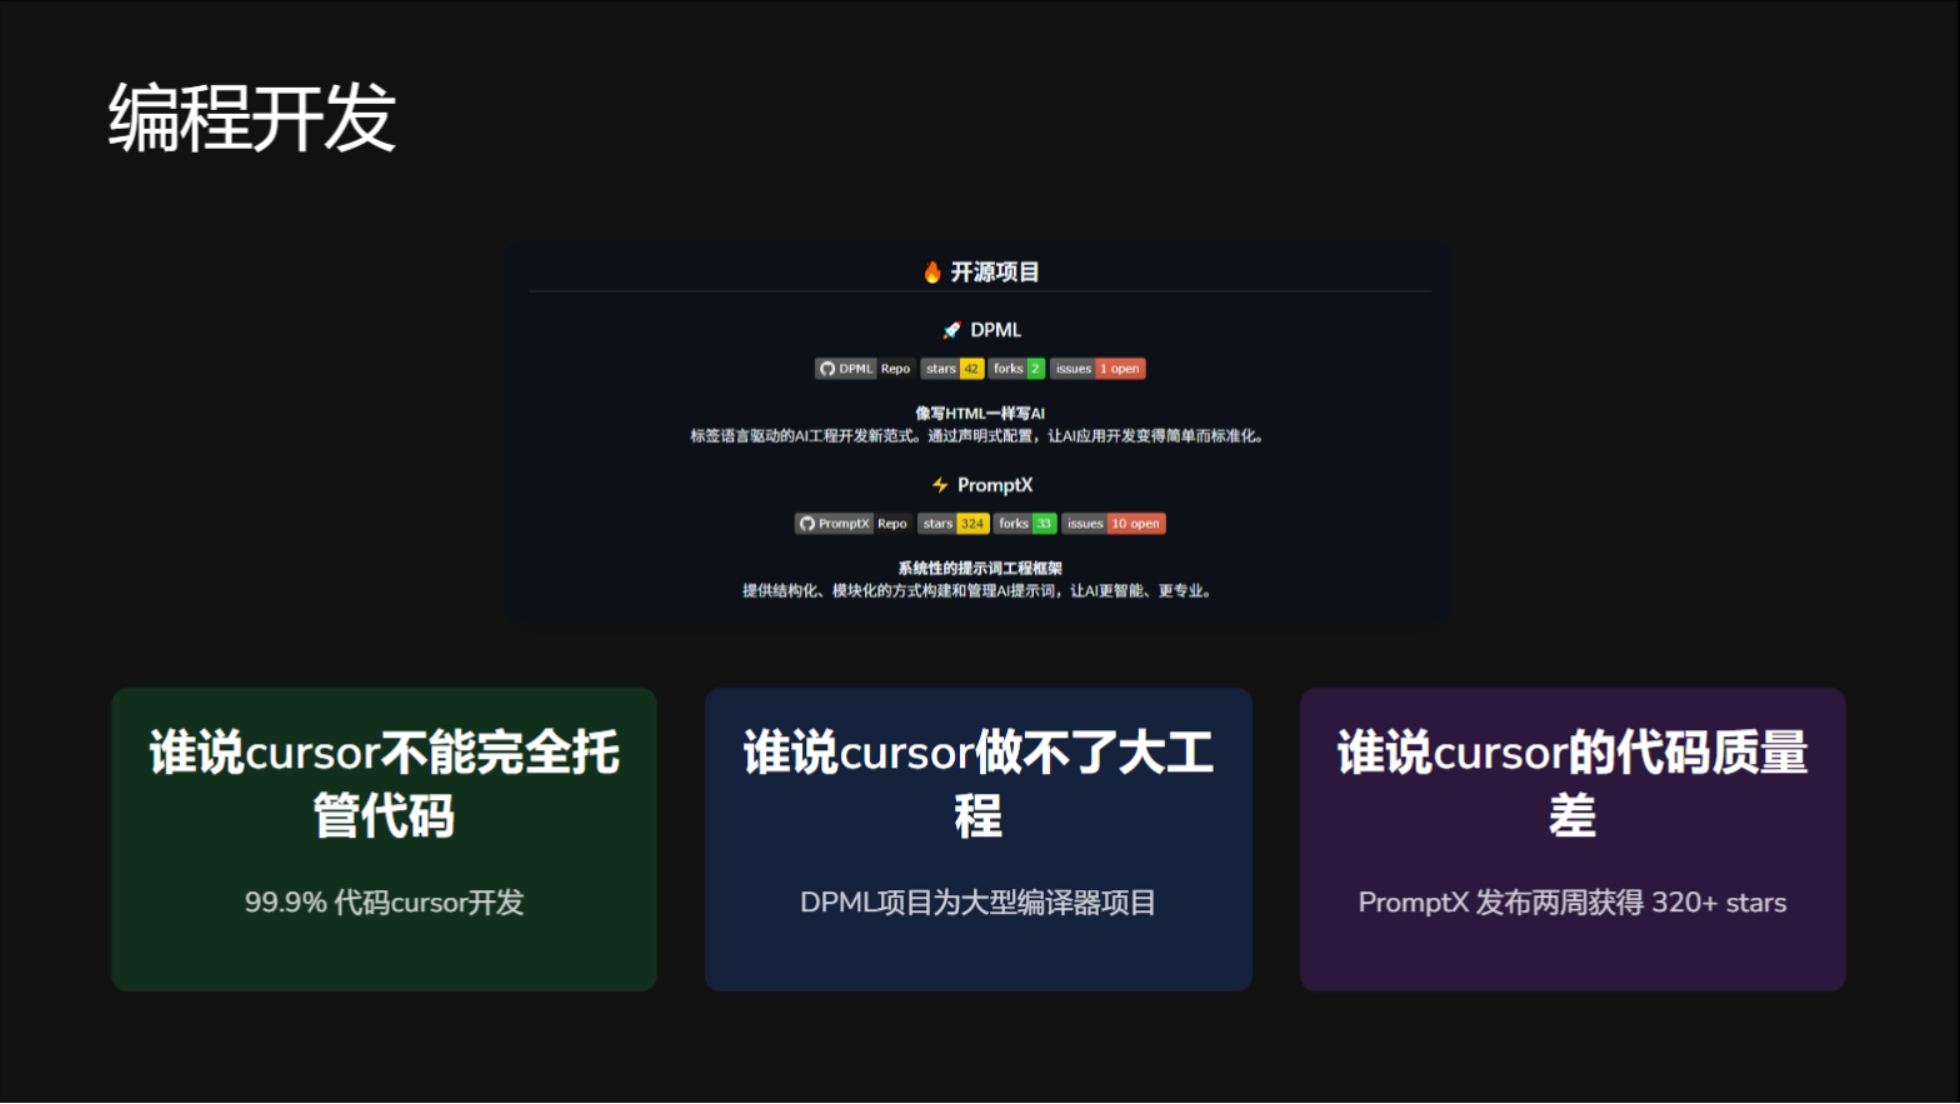 编程开发
🔥 开源项目
🚀 DPML
DPML Repo stars 42 forks 2 issues 1 open
像写HTML一样写AI
标签语言驱动的AI工程开发新范式。通过声明式配置，让AI应用开发变得简单而标准化。
⚡ PromptX
PromptX Repo stars 324 forks 33 issues 10 open
系统性的提示词工程框架
提供结构化、模块化的方式构建和管理AI提示词，让AI更智能、更专业。
谁说cursor不能完全托
管代码
99.9% 代码cursor开发
谁说cursor做不了大工
程
DPML项目为大型编译器项目
谁说cursor的代码质量
差
PromptX 发布两周获得 320+ stars